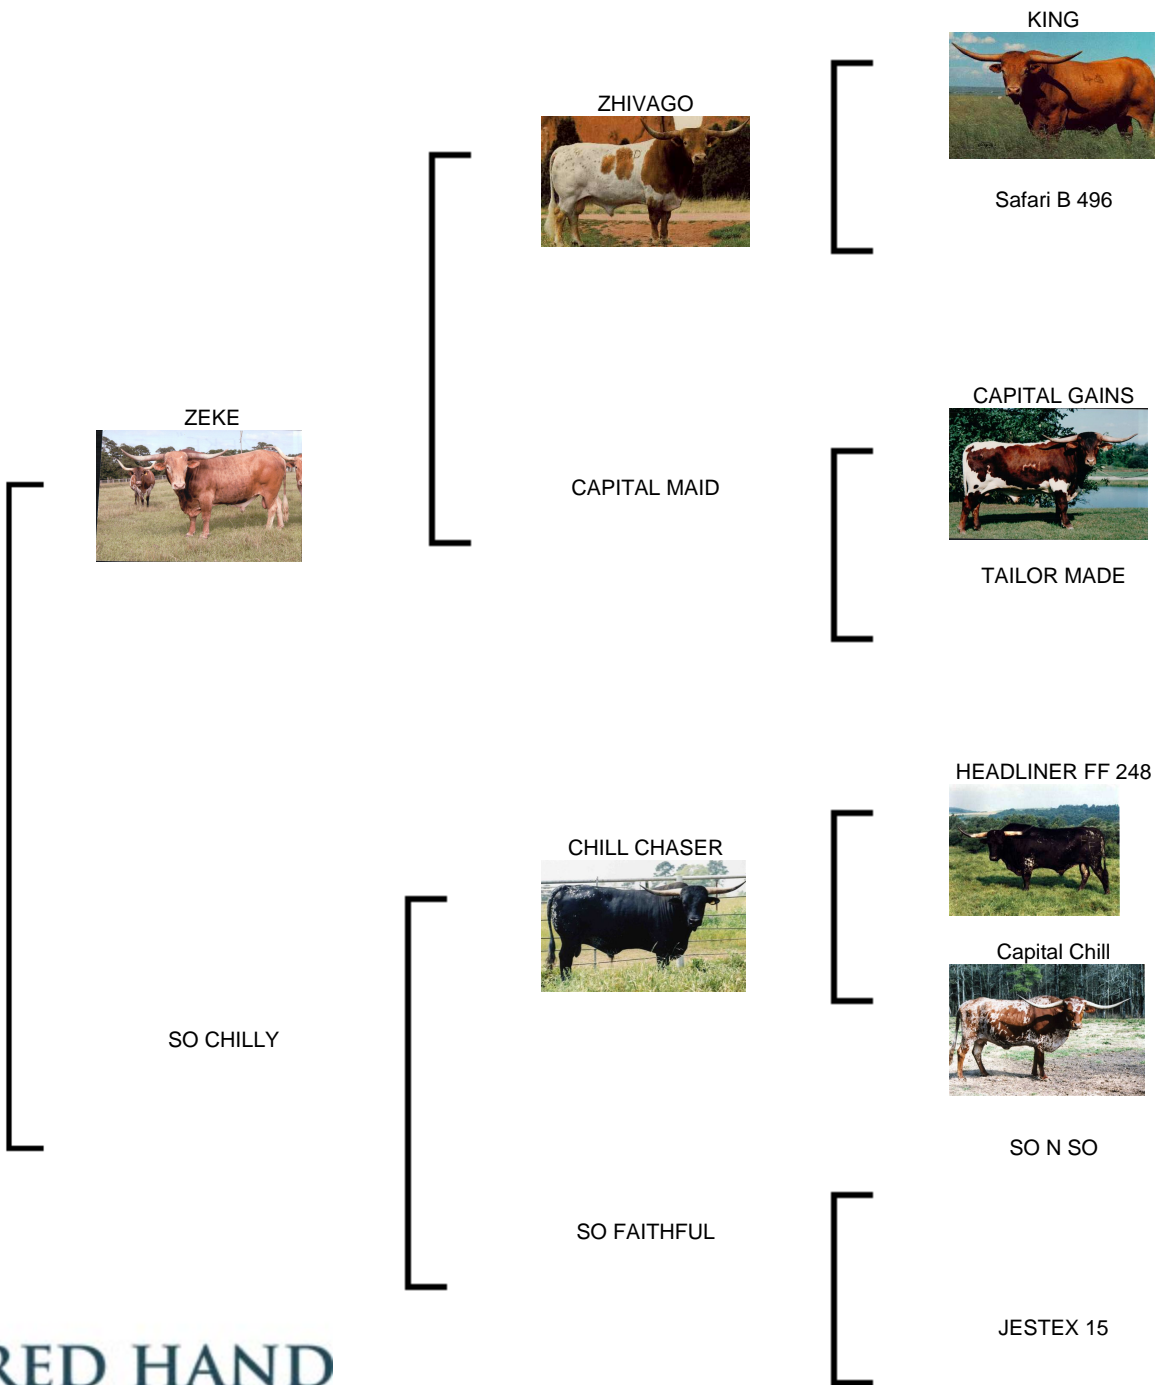 KING
ZHIVAGO
Safari B 496
CAPITAL GAINS
ZEKE
CAPITAL MAID
TAILOR MADE
HEADLINER FF 248
CHILL CHASER
Capital Chill
SO CHILLY
SO N SO
SO FAITHFUL
JESTEX 15
RED HAND